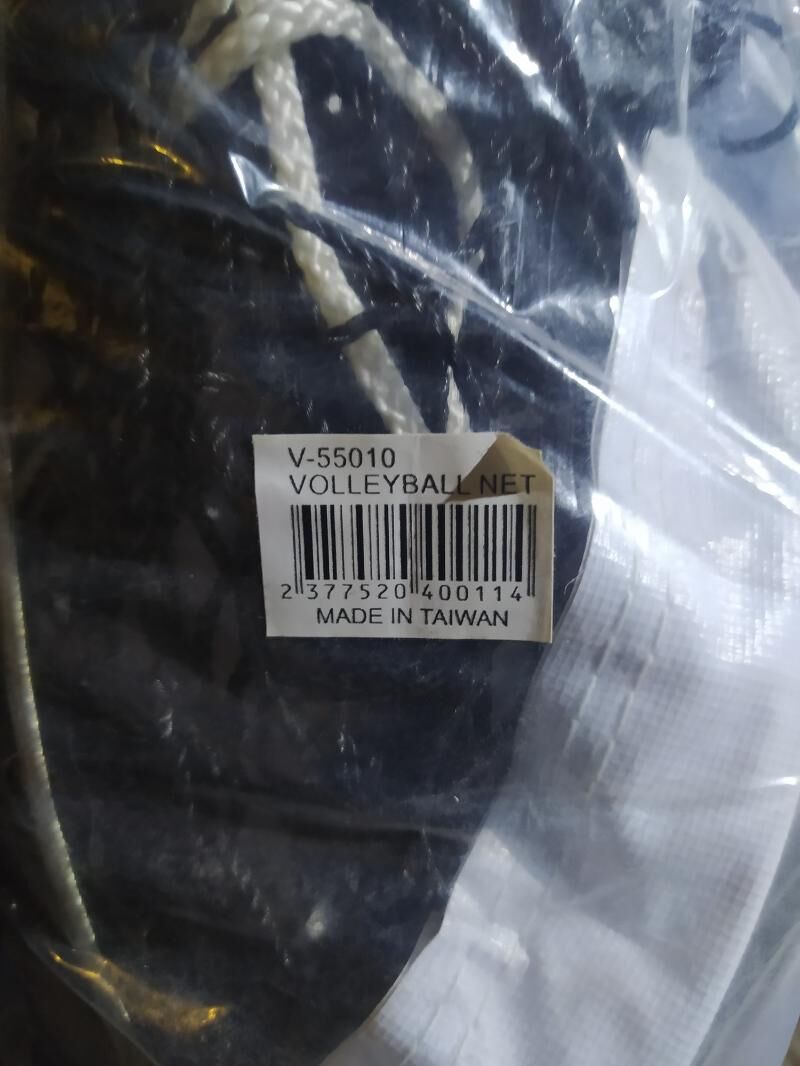 V-55010
VOLLEYBALL NET
2 377520 400114
MADE IN TAIWAN